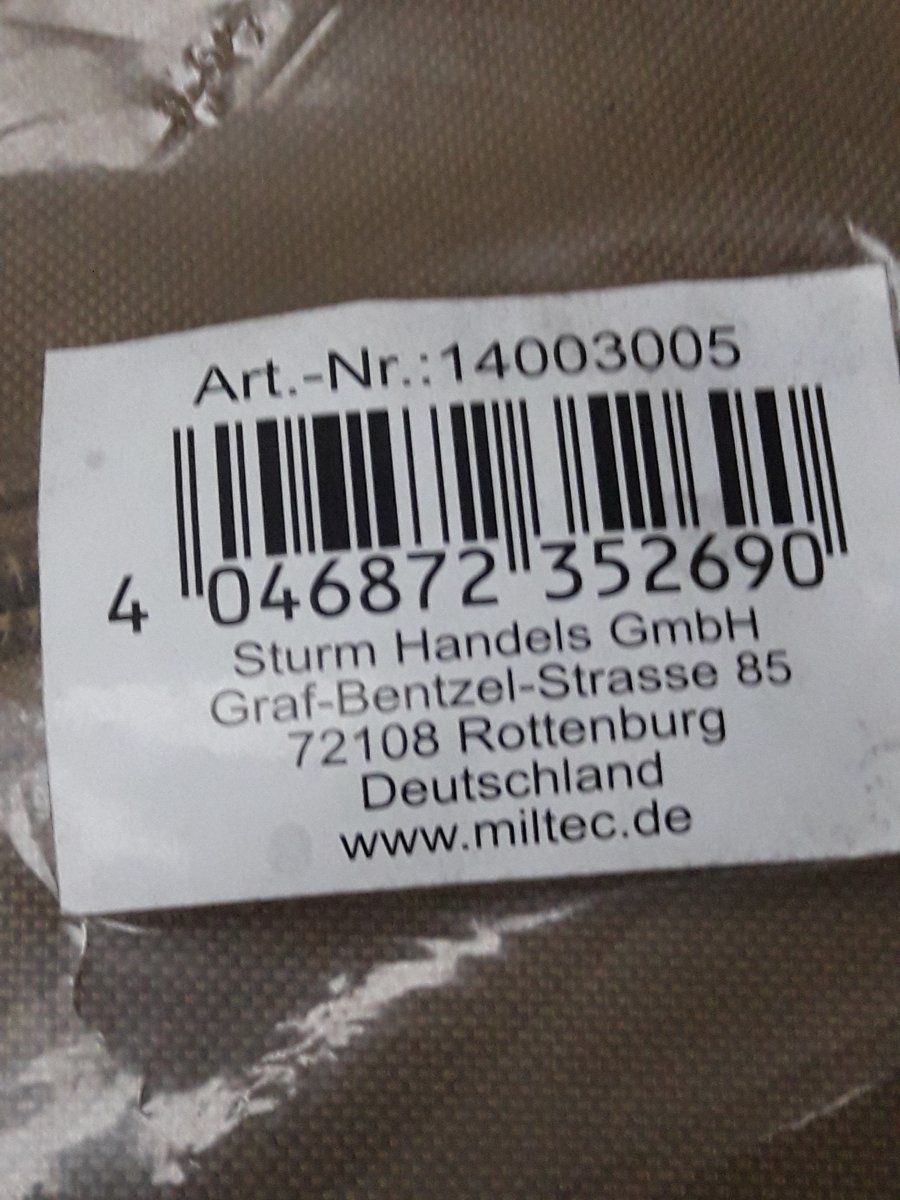 Art.-Nr.:14003005
4 046872 352690
Sturm Handels GmbH
Graf-Bentzel-Strasse 85
72108 Rottenburg
Deutschland
www.miltec.de